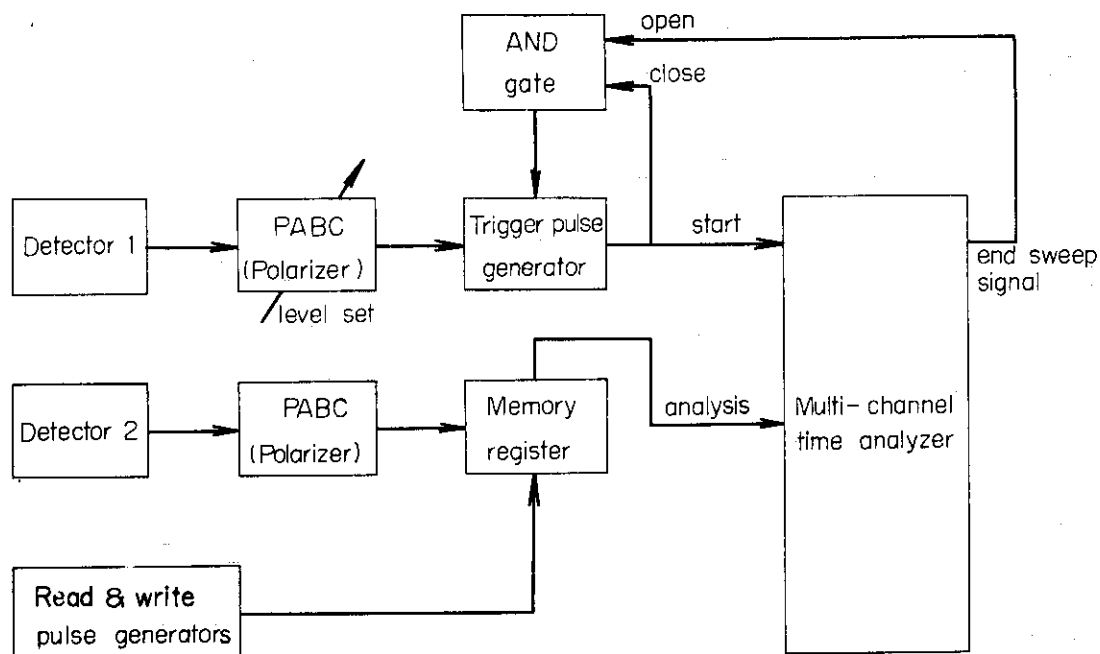 AND
gate
open
close
Detector 1
PABC
(Polarizer)
level set
Trigger pulse
generator
start
end sweep
signal
Detector 2
PABC
(Polarizer)
Memory
register
analysis
Multi-channel
time analyzer
Read & write
pulse generators